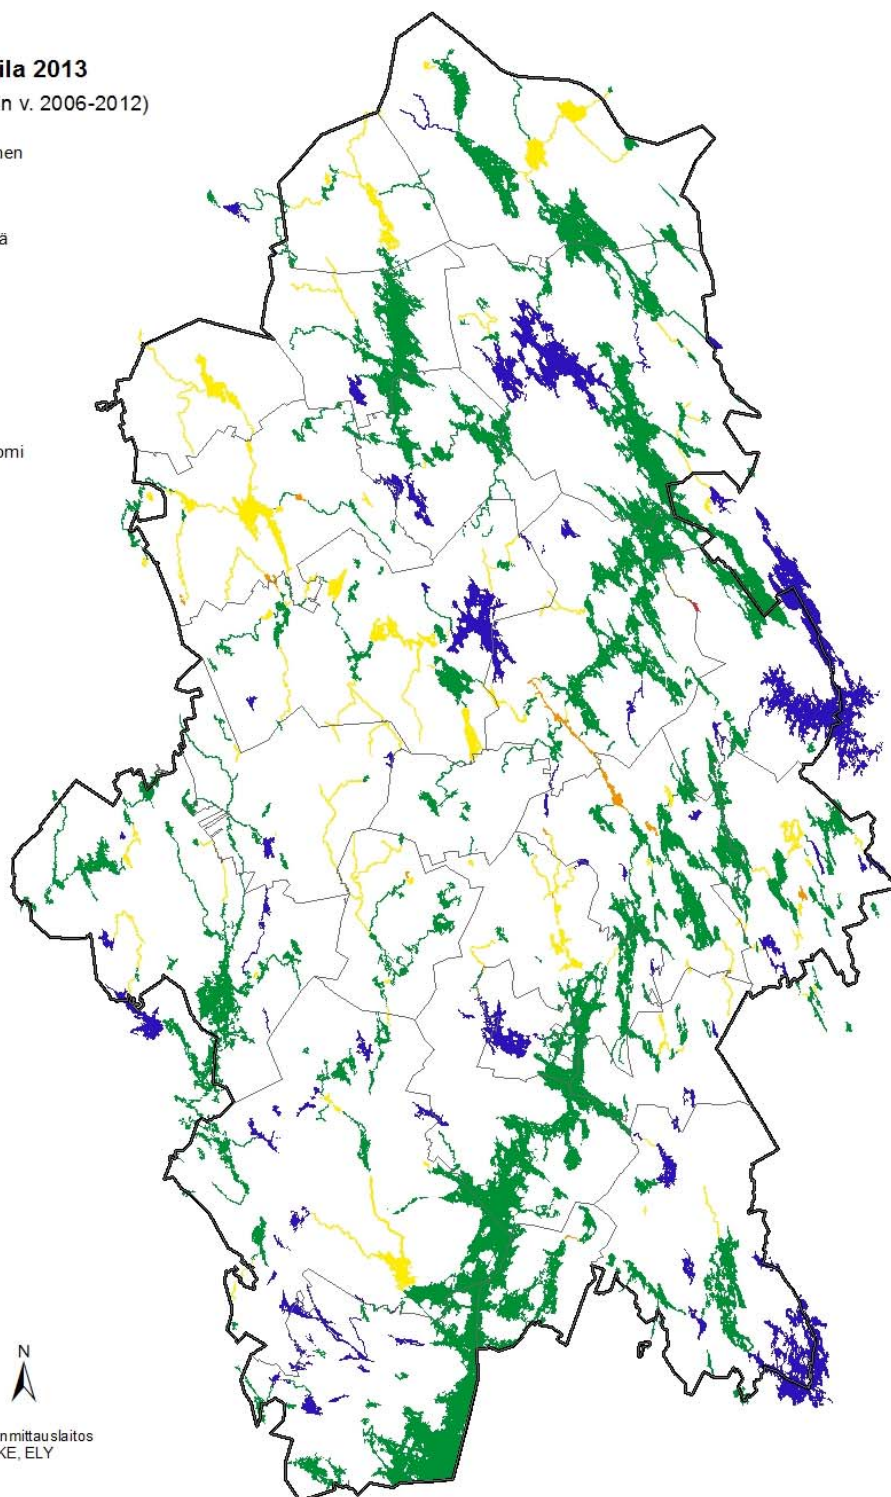 ila 2013
n v. 2006-2012)
nen
ä
omi
N
nmittauslaitos
KE, ELY